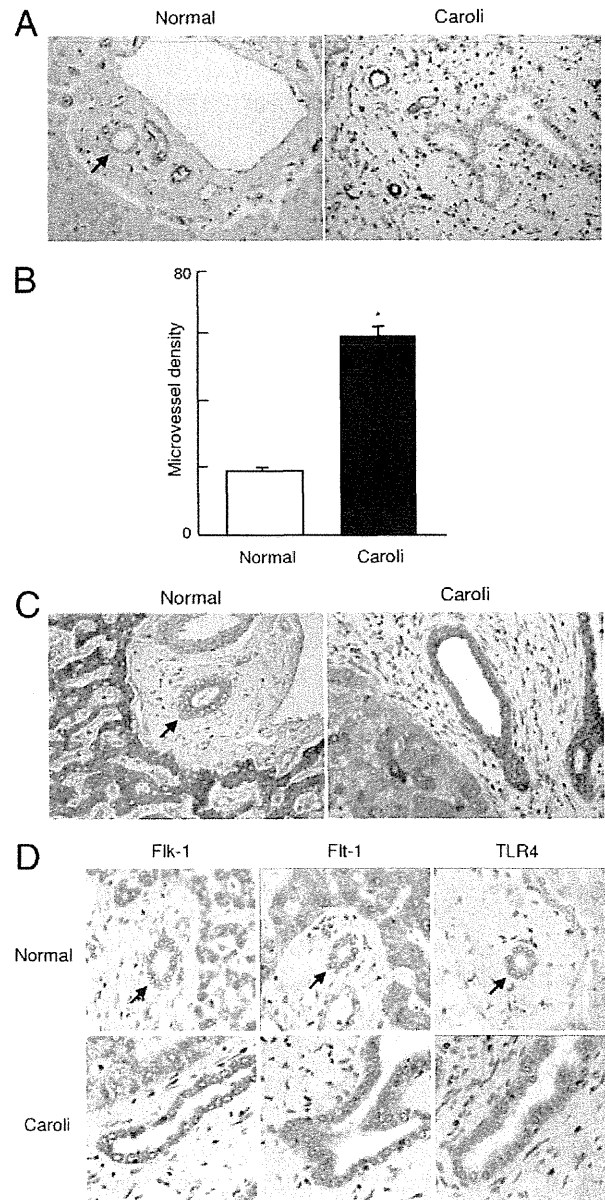 A
Normal Caroli
B
80
Microvessel density
*
0
Normal Caroli
C
Normal Caroli
D
Flk-1 Flt-1 TLR4
Normal
Caroli